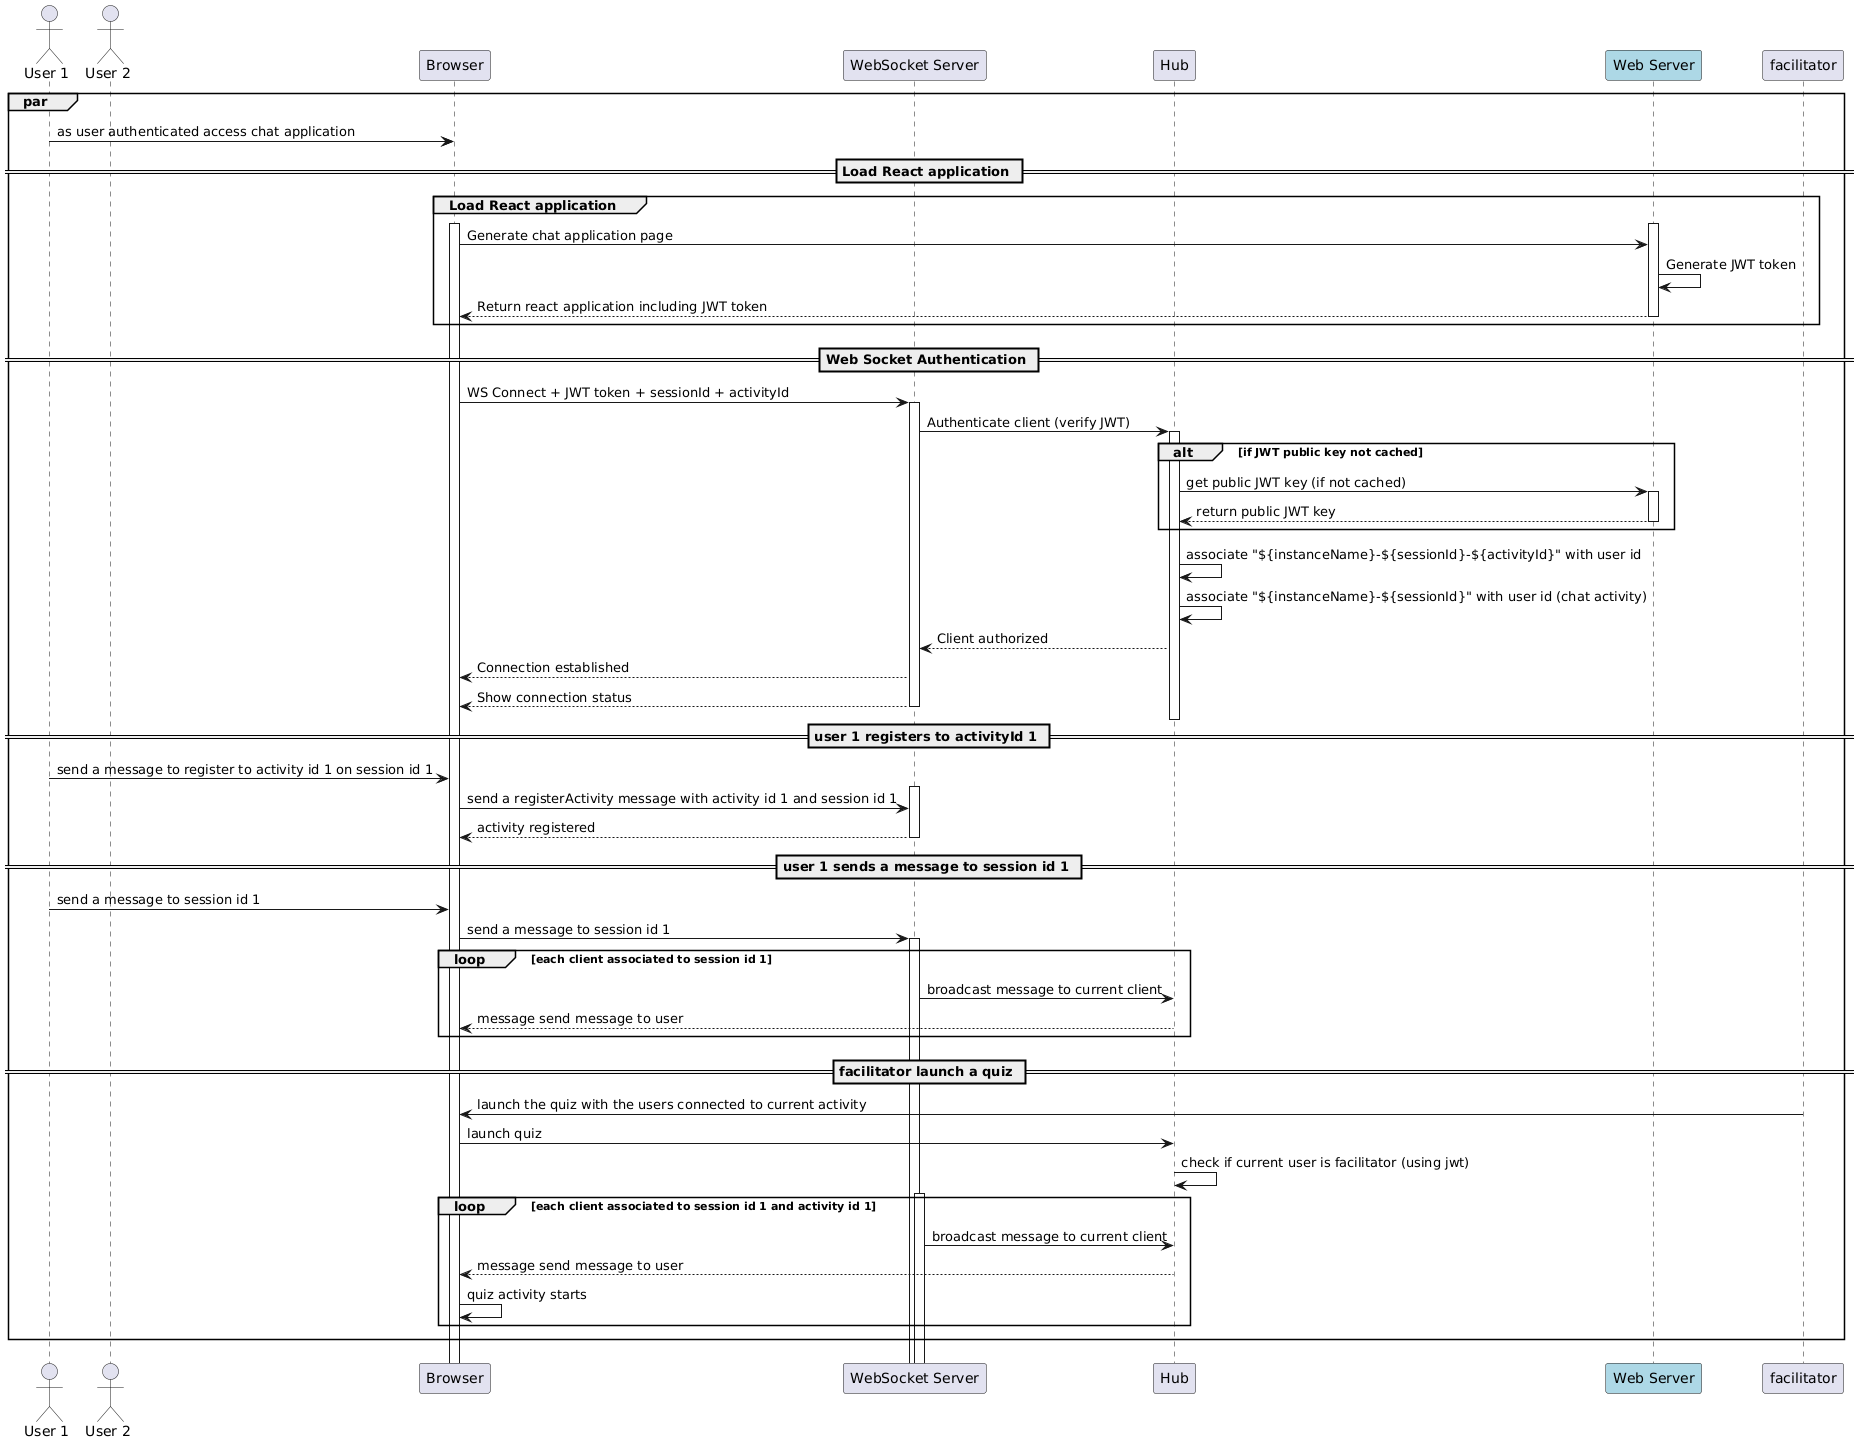 User 1
User 2
Browser
WebSocket Server
Hub
Web Server
facilitator
par
as user authenticated access chat application
Load React application
Load React application
Generate chat application page
Generate JWT token
Return react application including JWT token
Web Socket Authentication
WS Connect + JWT token + sessionId + activityId
Authenticate client (verify JWT)
alt
[if JWT public key not cached]
get public JWT key (if not cached)
return public JWT key
associate "${instanceName}-${sessionId}-${activityId}" with user id
associate "${instanceName}-${sessionId}" with user id (chat activity)
Client authorized
Connection established
Show connection status
user 1 registers to activityId 1
send a message to register to activity id 1 on session id 1
send a registerActivity message with activity id 1 and session id 1
activity registered
user 1 sends a message to session id 1
send a message to session id 1
send a message to session id 1
loop
[each client associated to session id 1]
broadcast message to current client
message send message to user
facilitator launch a quiz
launch the quiz with the users connected to current activity
launch quiz
check if current user is facilitator (using jwt)
loop
[each client associated to session id 1 and activity id 1]
broadcast message to current client
message send message to user
quiz activity starts
User 1
User 2
Browser
WebSocket Server
Hub
Web Server
facilitator